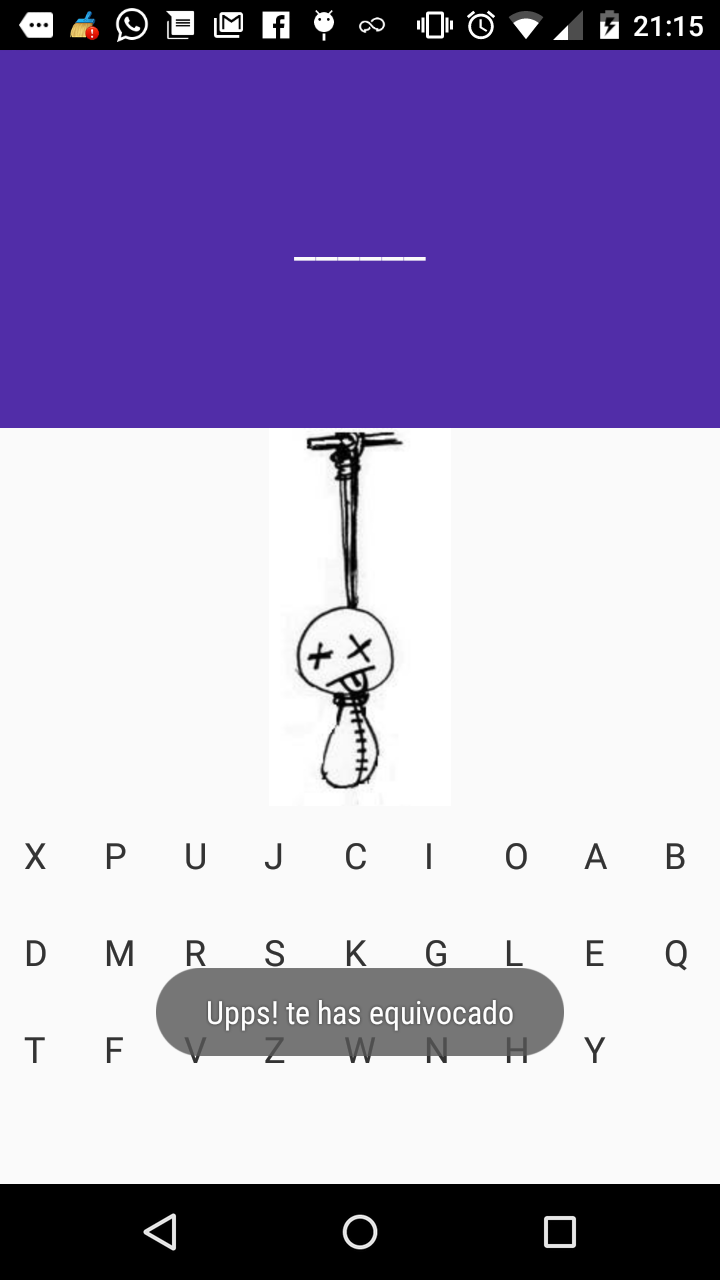 21:15
______
X P U J C I O A B
D M R S K G L E Q
Upps! te has equivocado
T F V Z W N H Y